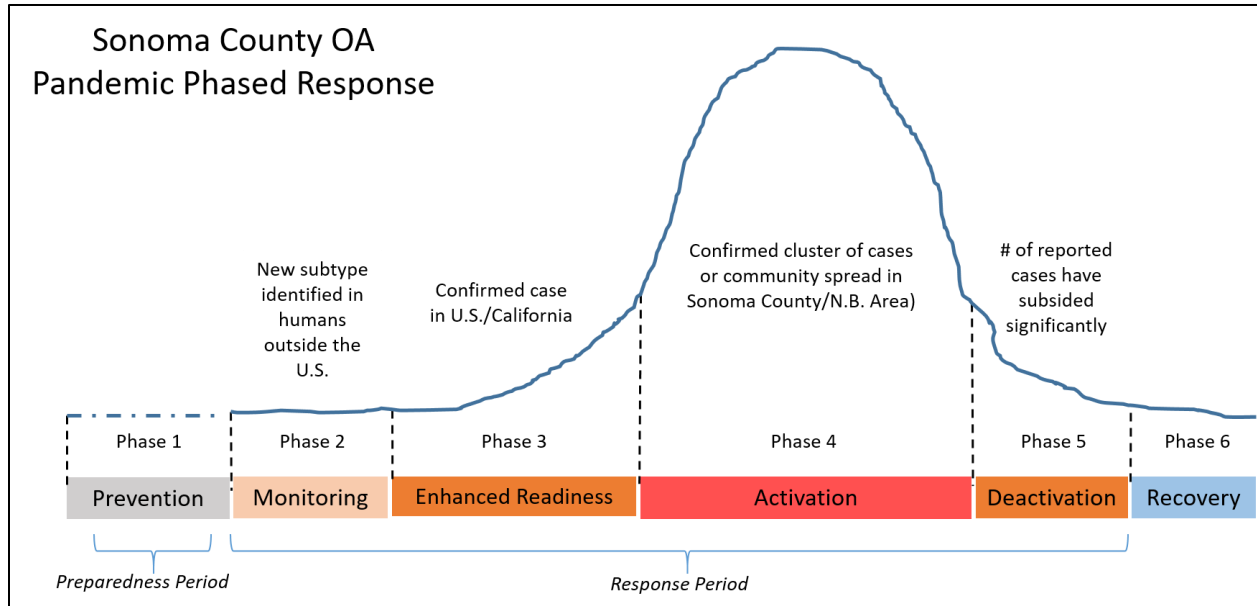 Sonoma County OA
Pandemic Phased Response
New subtype
identified in
humans
outside the
U.S.
Confirmed case
in U.S./California
Confirmed cluster of cases
or community spread in
Sonoma County/N.B. Area)
# of reported
cases have
subsided
significantly
Phase 1
Phase 2
Phase 3
Phase 4
Phase 5
Phase 6
Prevention
Monitoring
Enhanced Readiness
Activation
Deactivation
Recovery
Preparedness Period
Response Period